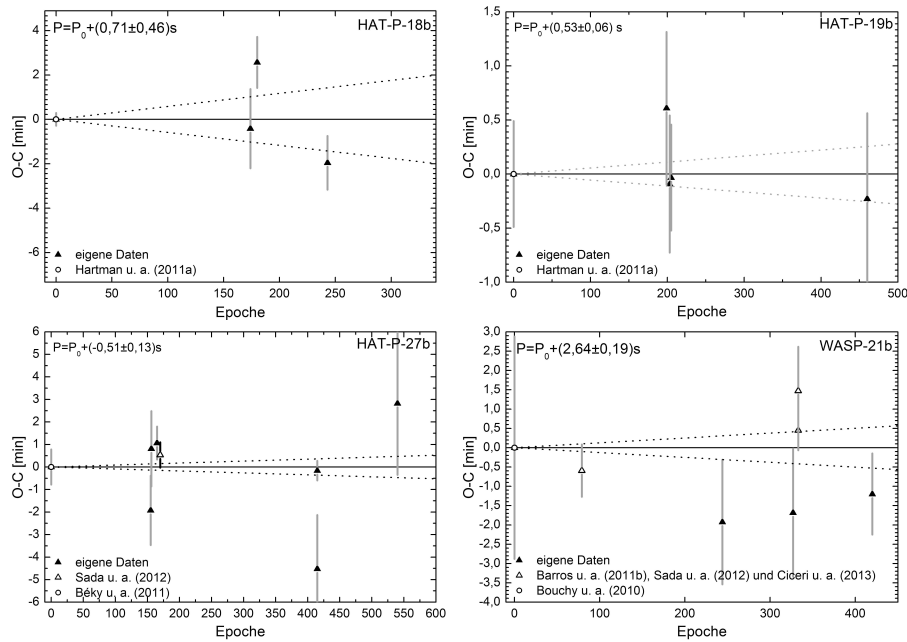 P=P0+(0,71±0,46)s
HAT-P-18b
4
2
0
-2
-4
-6
O-C [min]
eigene Daten
Hartman u. a. (2011a)
0 50 100 150 200 250 300
Epoche
P=P0+(0,53±0,06) s
HAT-P-19b
1,5
1,0
0,5
0,0
-0,5
-1,0
O-C [min]
eigene Daten
Hartman u. a. (2011a)
0 100 200 300 400 500
Epoche
P=P0+(-0,51±0,13)s
HAT-P-27b
6
5
4
3
2
1
0
-1
-2
-3
-4
-5
-6
O-C [min]
eigene Daten
Sada u. a. (2012)
Béky u, a (2011)
0 50 100 150 200 250 300 350 400 450 500 550 600
Epoche
P=P0+(2,64±0,19)s
WASP-21b
3,0
2,5
2,0
1,5
1,0
0,5
0,0
-0,5
-1,0
-1,5
-2,0
-2,5
-3,0
-3,5
-4,0
O-C [min]
eigene Daten
Barros u. a. (2011b), Sada u. a. (2012) und Ciceri u. a. (2013)
Bouchy u. a. (2010)
0 100 200 300 400
Epoche